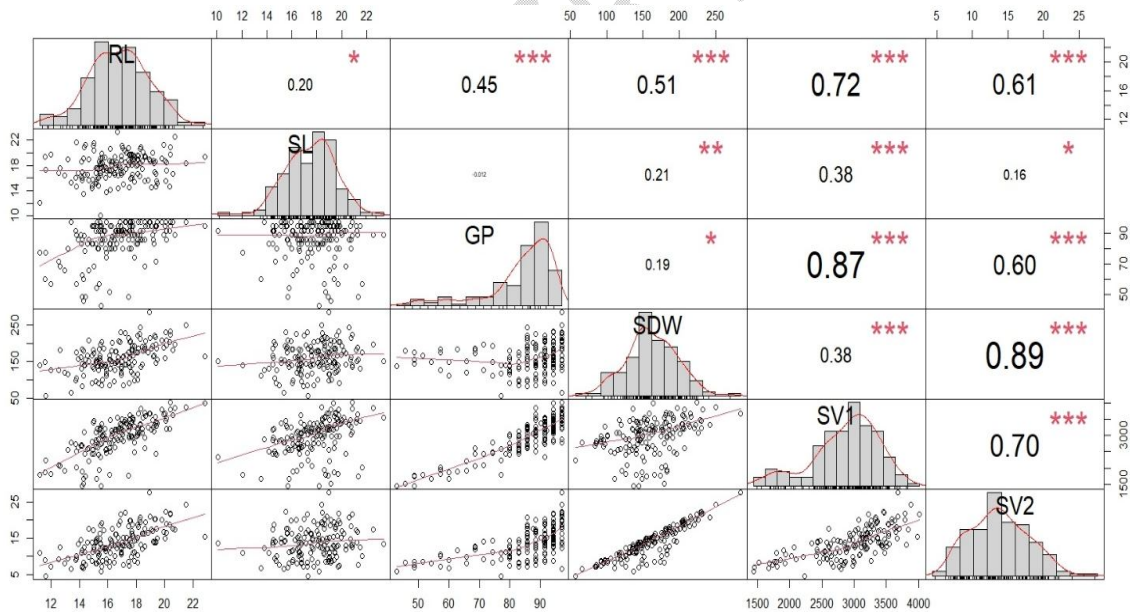 10 12 14 16 18 20 22 50 100 150 200 250 5 10 15 20 25
RL 0.20 * 0.45 *** 0.51 *** 0.72 *** 0.61 *** 12 16 20
10 14 18 22 SL -0.012 0.21 ** 0.38 *** 0.16 *
GP 0.19 * 0.87 *** 0.60 *** 50 70 90
50 150 250 SDW 0.38 *** 0.89 ***
SV1 0.70 *** 1500 3000
5 15 25 SV2
12 14 16 18 20 22 50 60 70 80 90 1500 2000 2500 3000 3500 4000